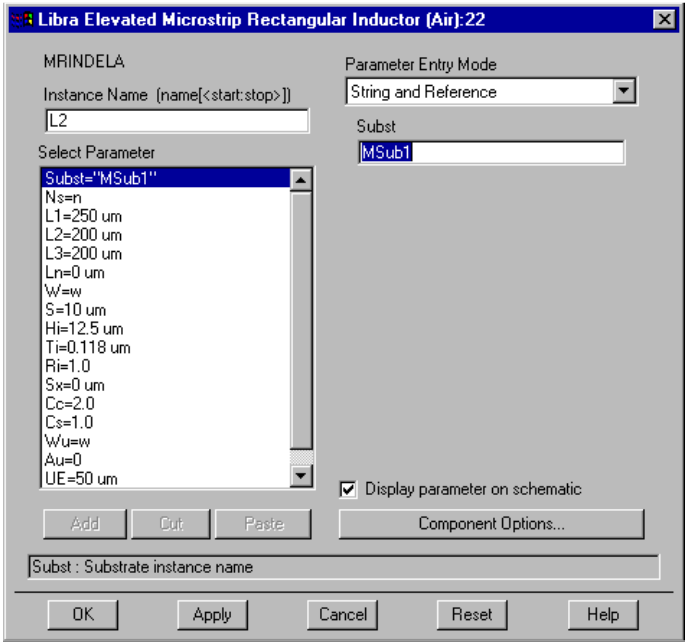 Libra Elevated Microstrip Rectangular Inductor (Air):22
MRINDELA
Instance Name (name[<start:stop>])
L2
Select Parameter
Subst="MSub1"
Ns=n
L1=250 um
L2=200 um
L3=200 um
Ln=0 um
W=w
S=10 um
Hi=12.5 um
Ti=0.118 um
Ri=1.0
Sx=0 um
Cc=2.0
Cs=1.0
Wu=w
Au=0
UE=50 um
Add Cut Paste
Parameter Entry Mode
String and Reference
Subst
MSub1
Display parameter on schematic
Component Options...
Subst : Substrate instance name
OK Apply Cancel Reset Help